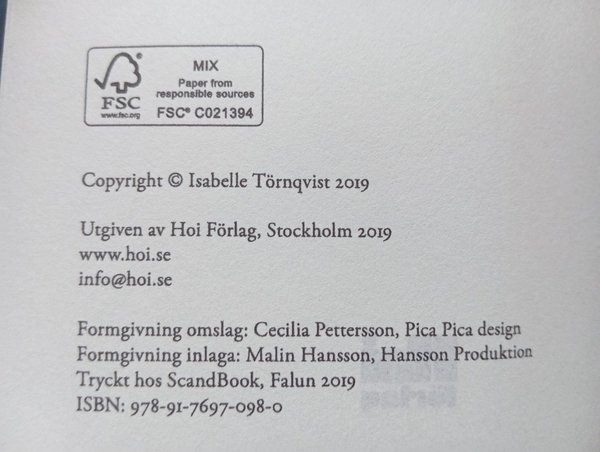 FSC
www.fsc.org
MIX
Paper from
responsible sources
FSC® C021394
Copyright © Isabelle Törnqvist 2019
Utgiven av Hoi Förlag, Stockholm 2019
www.hoi.se
info@hoi.se
Formgivning omslag: Cecilia Pettersson, Pica Pica design
Formgivning inlaga: Malin Hansson, Hansson Produktion
Tryckt hos ScandBook, Falun 2019
ISBN: 978-91-7697-098-0